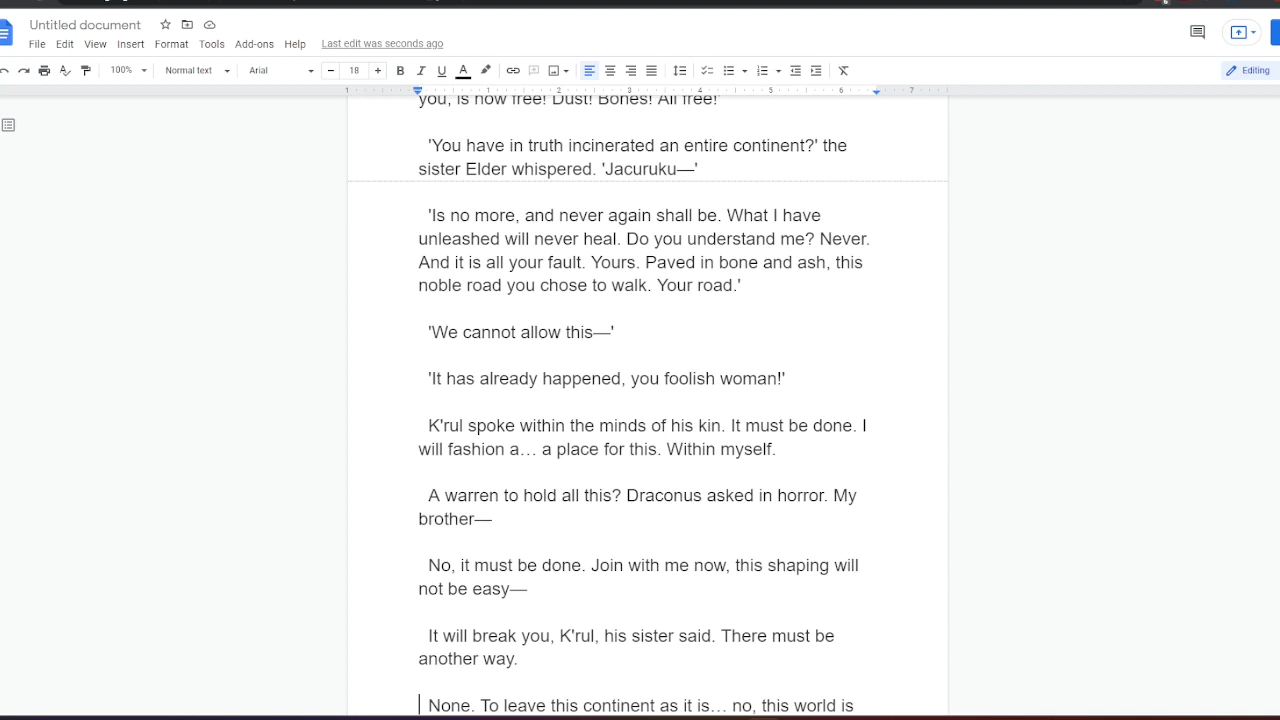 Untitled document
File Edit View Insert Format Tools Add-ons Help Last edit was seconds ago
100% Normal text Arial 18 B I U A Editing
1 1 2 3 4 5 6 7
you, is now free! Dust! Bones! All free!'
'You have in truth incinerated an entire continent?' the
sister Elder whispered. 'Jacuruku—'
'Is no more, and never again shall be. What I have
unleashed will never heal. Do you understand me? Never.
And it is all your fault. Yours. Paved in bone and ash, this
noble road you chose to walk. Your road.'
'We cannot allow this—'
'It has already happened, you foolish woman!'
K'rul spoke within the minds of his kin. It must be done. I
will fashion a… a place for this. Within myself.
A warren to hold all this? Draconus asked in horror. My
brother—
No, it must be done. Join with me now, this shaping will
not be easy—
It will break you, K'rul, his sister said. There must be
another way.
None. To leave this continent as it is… no, this world is